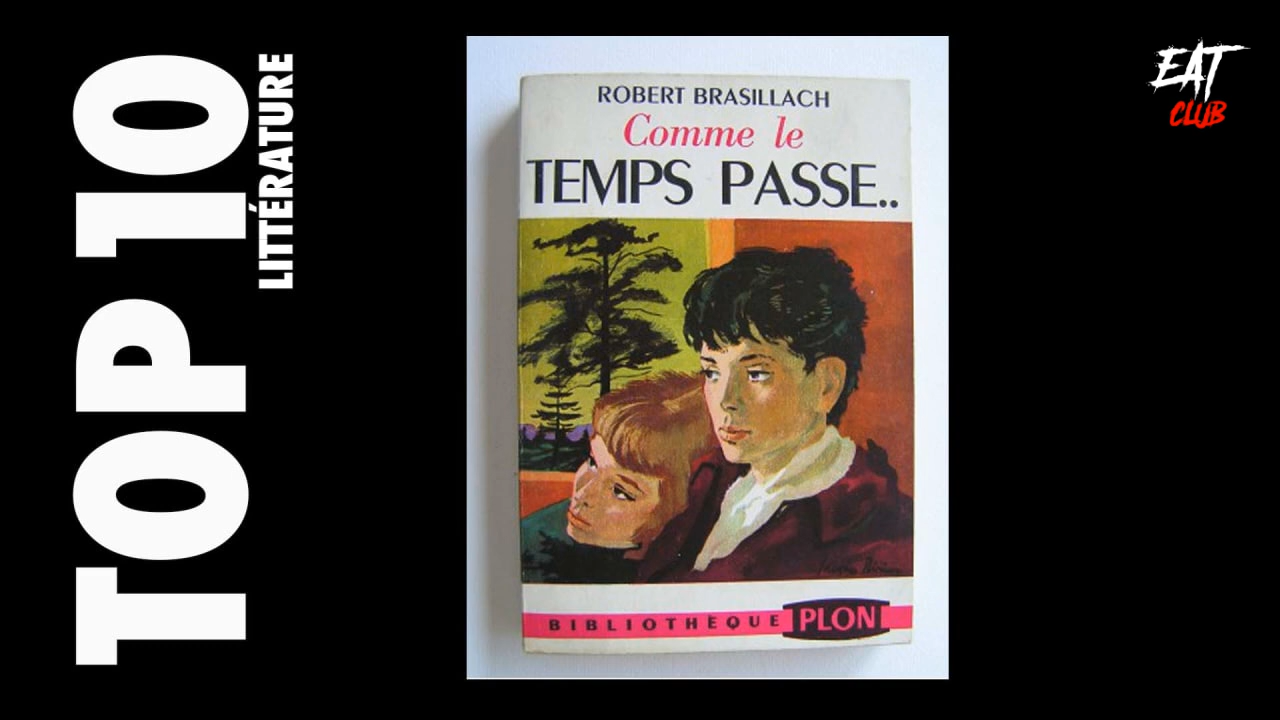 TOP 10
LITTÉRATURE
EAT
CLUB
ROBERT BRASILLACH
Comme le
TEMPS PASSE..
BIBLIOTHÈQUE PLON